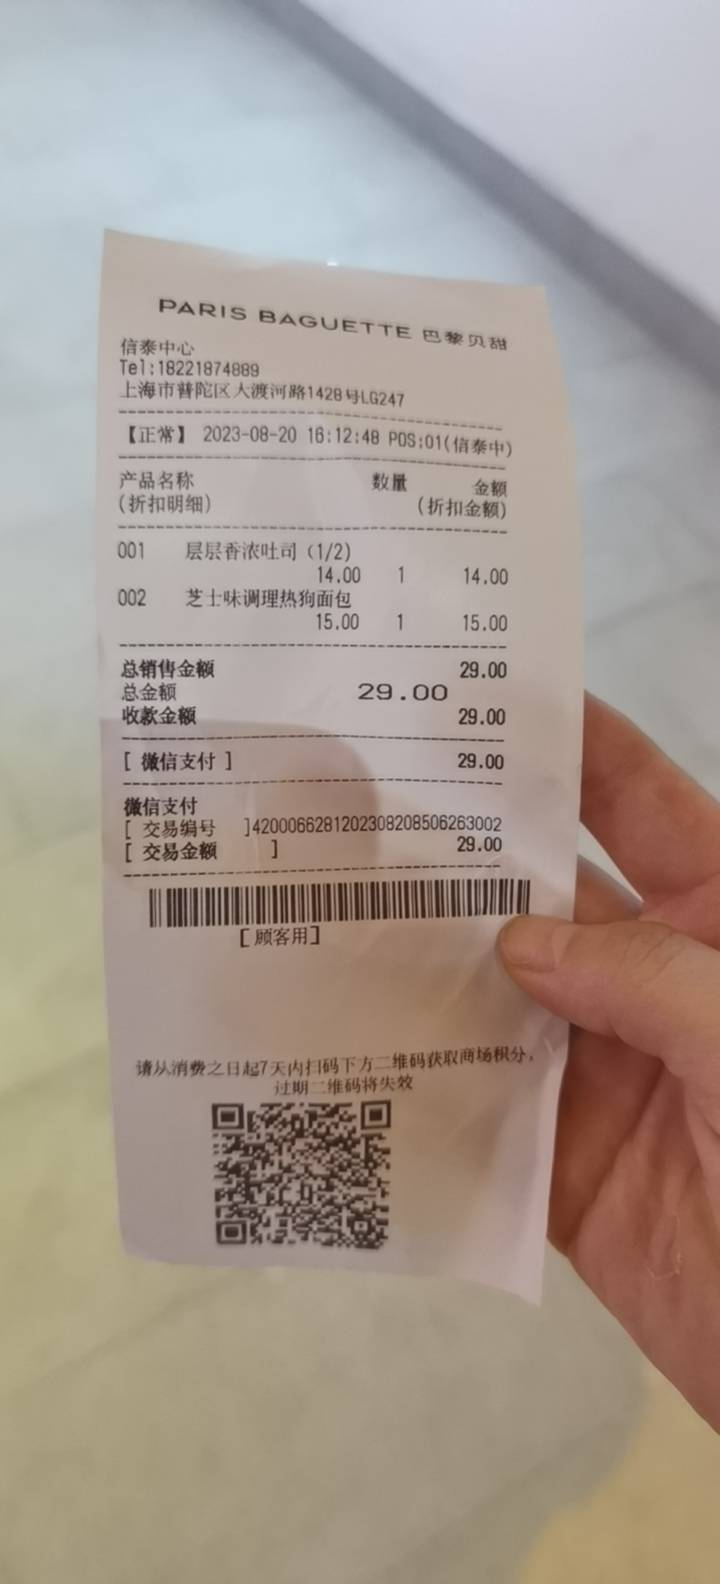 PARIS BAGUETTE 巴黎贝甜
信泰中心
Tel:18221874889
上海市普陀区大渡河路1428号LG247
【正常】 2023-08-20 16:12:48 POS:01(信泰中)
产品名称 数量 金额
(折扣明细) (折扣金额)
001 层层香浓吐司 (1/2)
14.00 1 14.00
002 芝士味调理热狗面包
15.00 1 15.00
总销售金额 29.00
总金额 29.00
收款金额 29.00
[ 微信支付 ] 29.00
微信支付
[ 交易编号 ]4200066281202308208506263002
[ 交易金额 ] 29.00
[ 顾客用]
请从消费之日起7天内扫码下方二维码获取商场积分，
过期二维码将失效